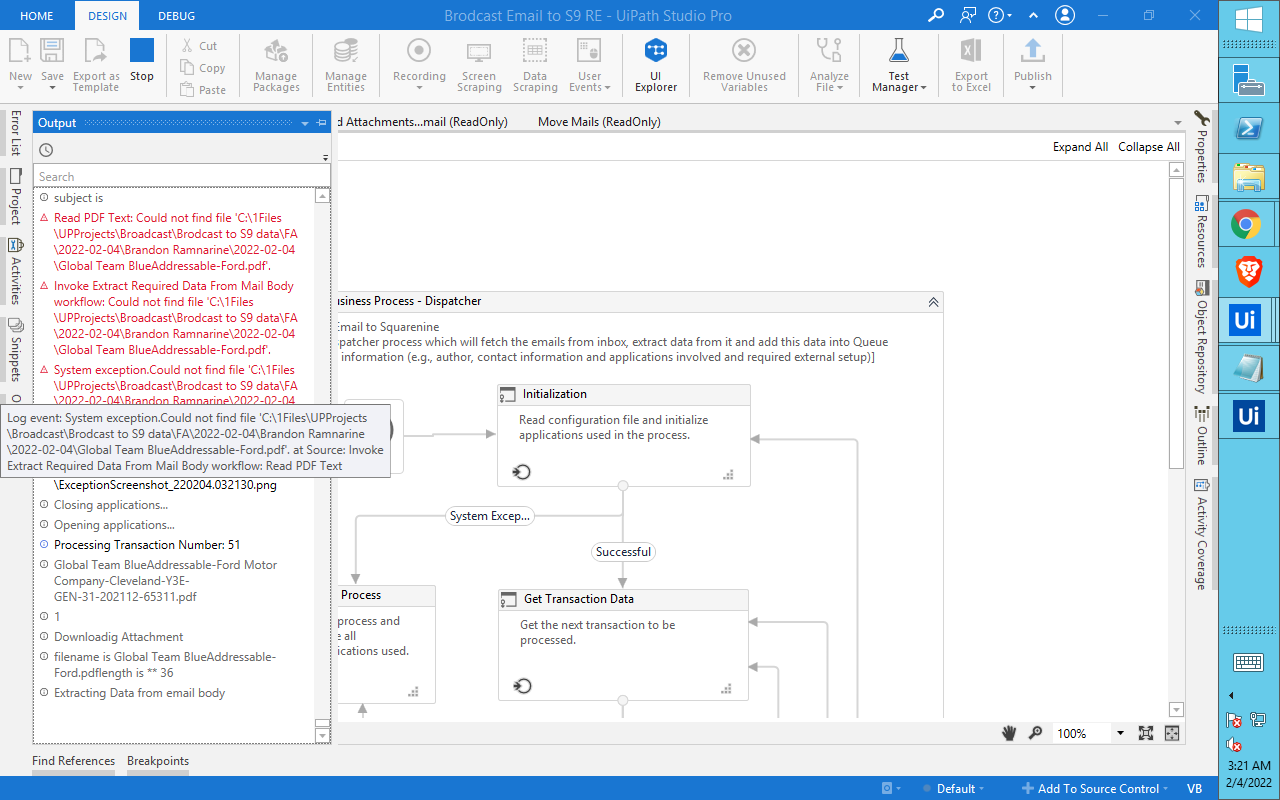 HOME DESIGN DEBUG Brodcast Email to S9 RE - UiPath Studio Pro
New
Save
Export as
Template
Stop
Cut
Copy
Paste
Manage
Packages
Manage
Entities
Recording
Screen
Scraping
Data
Scraping
User
Events
UI
Explorer
Remove Unused
Variables
Analyze
File
Test
Manager
Export
to Excel
Publish
Error List
Project
Activities
Snippets
O
Output
Search
subject is
Read PDF Text: Could not find file 'C:\1Files
\UPProjects\Broadcast\Brodcast to S9 data\FA
\2022-02-04\Brandon Ramnarine\2022-02-04
\Global Team BlueAddressable-Ford.pdf'.
Invoke Extract Required Data From Mail Body
workflow: Could not find file 'C:\1Files
\UPProjects\Broadcast\Brodcast to S9 data\FA
\2022-02-04\Brandon Ramnarine\2022-02-04
\Global Team BlueAddressable-Ford.pdf'.
System exception.Could not find file 'C:\1Files
\UPProjects\Broadcast\Brodcast to S9 data\FA
\2022-02-04\Brandon Ramnarine\2022-02-04
Log event: System exception.Could not find file 'C:\1Files\UPProjects
\Broadcast\Brodcast to S9 data\FA\2022-02-04\Brandon Ramnarine
\2022-02-04\Global Team BlueAddressable-Ford.pdf'. at Source: Invoke
Extract Required Data From Mail Body workflow: Read PDF Text
\ExceptionScreenshot_220204.032130.png
Closing applications...
Opening applications...
Processing Transaction Number: 51
Global Team BlueAddressable-Ford Motor
Company-Cleveland-Y3E-
GEN-31-202112-65311.pdf
1
Downloadig Attachment
filename is Global Team BlueAddressable-
Ford.pdflength is ** 36
Extracting Data from email body
Find References Breakpoints
d Attachments...mail (ReadOnly) Move Mails (ReadOnly)
Expand All Collapse All
usiness Process - Dispatcher
Email to Squarenine
patcher process which will fetch the emails from inbox, extract data from it and add this data into Queue
information (e.g., author, contact information and applications involved and required external setup)]
Initialization
Read configuration file and initialize
applications used in the process.
System Excep...
Successful
Process
process and
e all
ications used.
Get Transaction Data
Get the next transaction to be
processed.
100%
Properties
Resources
Object Repository
Outline
Activity Coverage
Default Add To Source Control VB
Ui
Ui
3:21 AM
2/4/2022